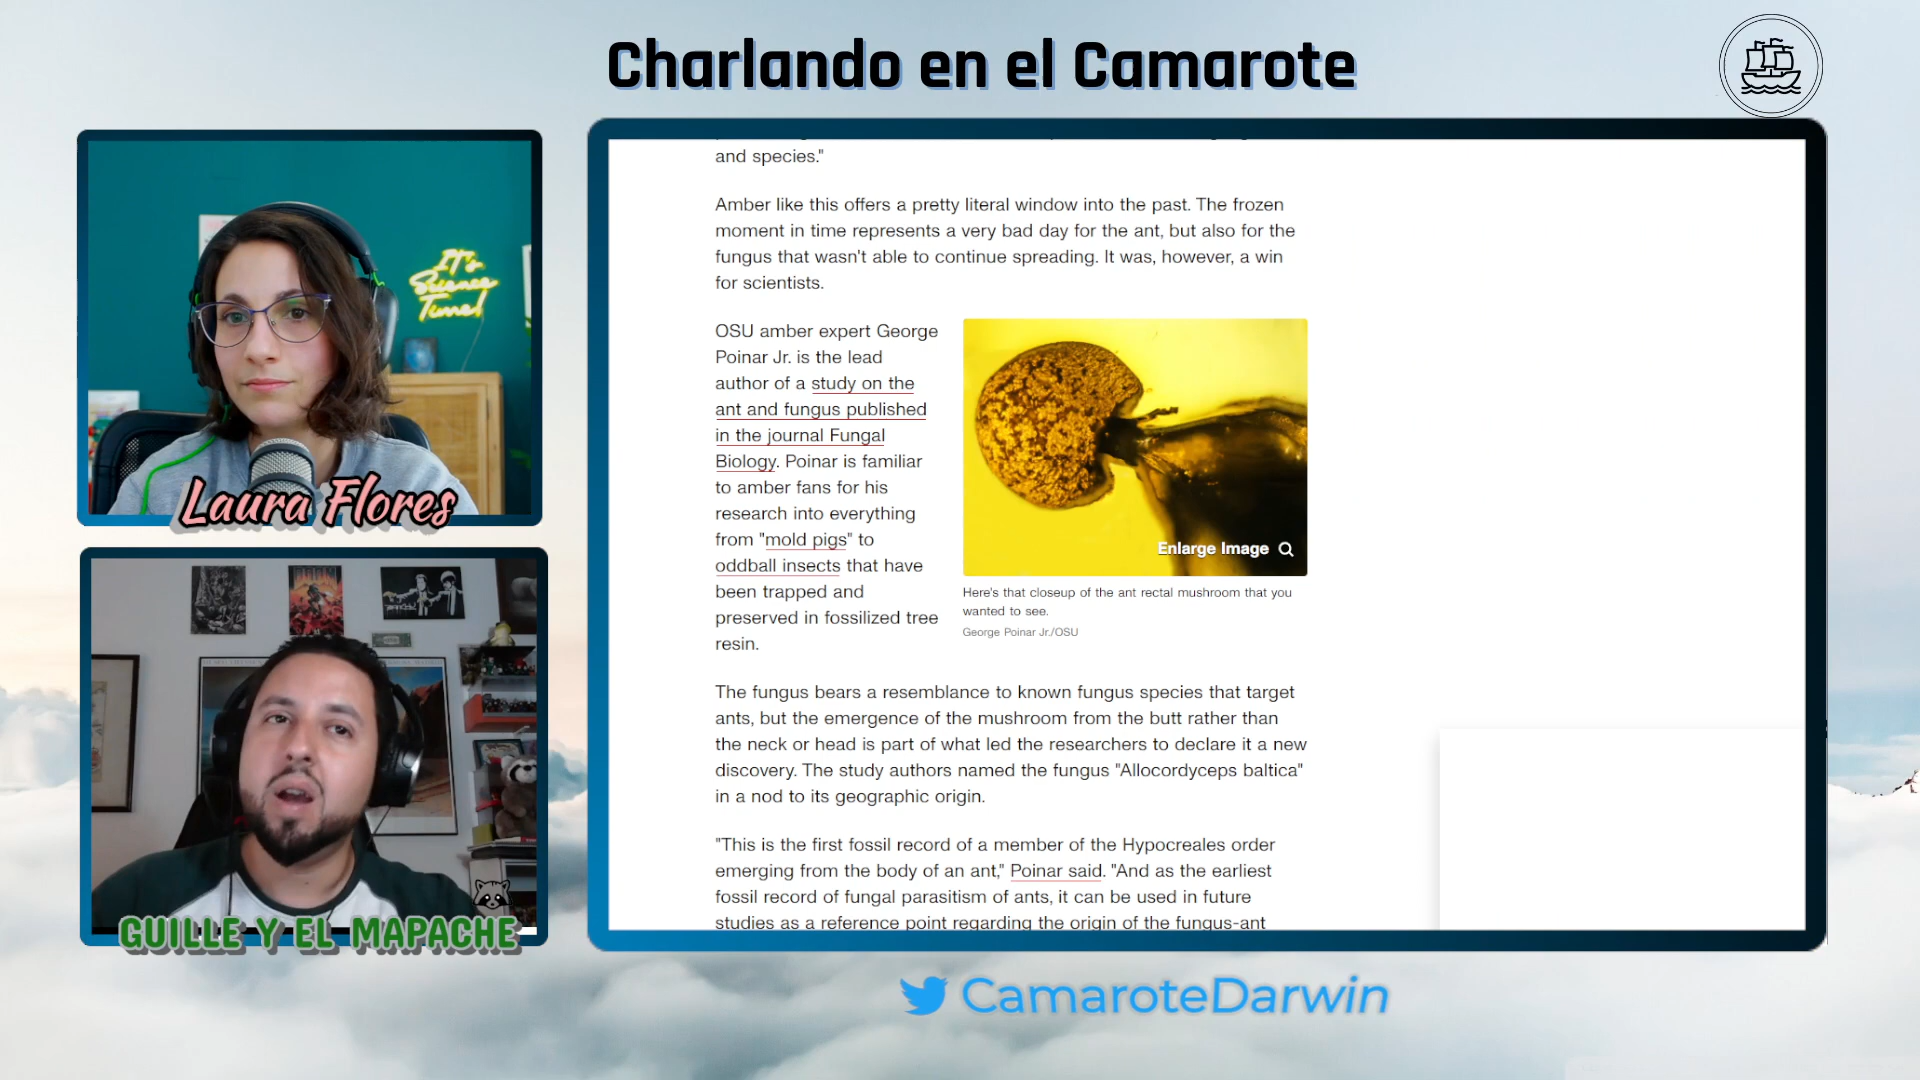 Charlando en el Camarote
It's
Science
Time!
Laura Flores
GUILLE Y EL MAPACHE
and species."
Amber like this offers a pretty literal window into the past. The frozen
moment in time represents a very bad day for the ant, but also for the
fungus that wasn't able to continue spreading. It was, however, a win
for scientists.
OSU amber expert George
Poinar Jr. is the lead
author of a study on the
ant and fungus published
in the journal Fungal
Biology. Poinar is familiar
to amber fans for his
research into everything
from "mold pigs" to
oddball insects that have
been trapped and
preserved in fossilized tree
resin.
Enlarge Image
Here's that closeup of the ant rectal mushroom that you
wanted to see.
George Poinar Jr./OSU
The fungus bears a resemblance to known fungus species that target
ants, but the emergence of the mushroom from the butt rather than
the neck or head is part of what led the researchers to declare it a new
discovery. The study authors named the fungus "Allocordyceps baltica"
in a nod to its geographic origin.
"This is the first fossil record of a member of the Hypocreales order
emerging from the body of an ant," Poinar said. "And as the earliest
fossil record of fungal parasitism of ants, it can be used in future
studies as a reference point regarding the origin of the fungus-ant
CamaroteDarwin